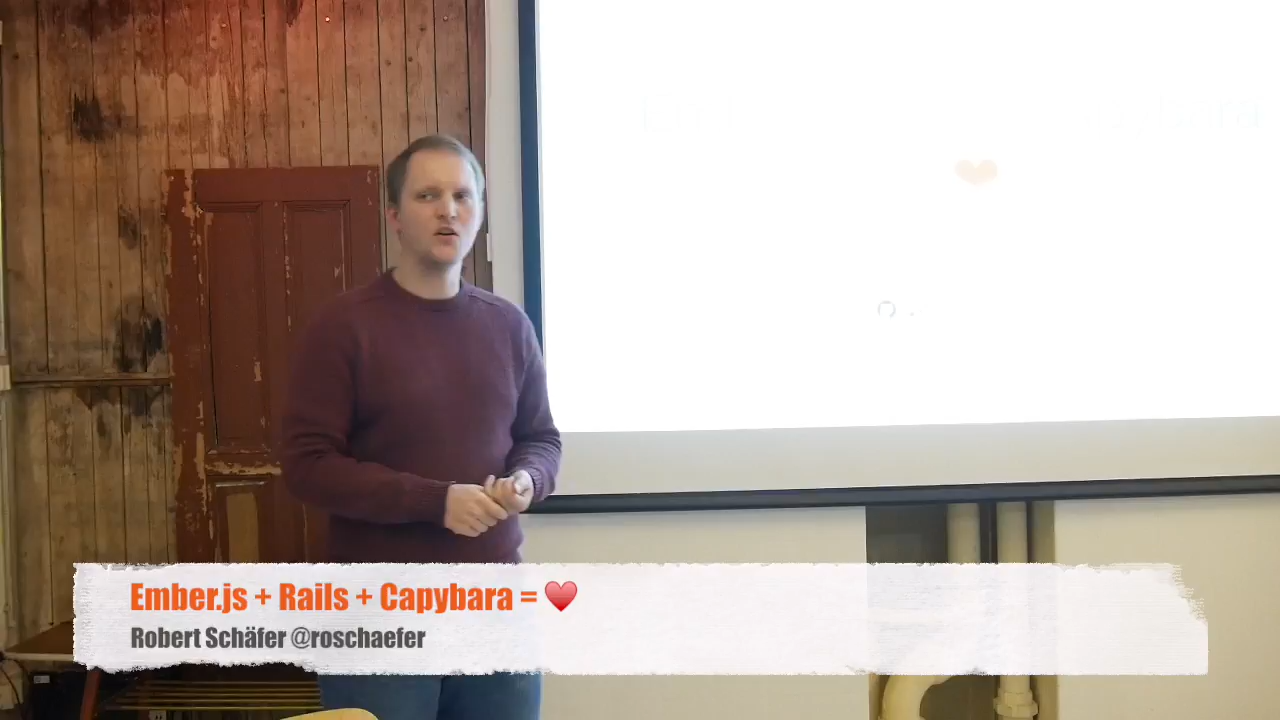 Ember.js + Rails + Capybara = ❤️
Robert Schäfer @roschaefer